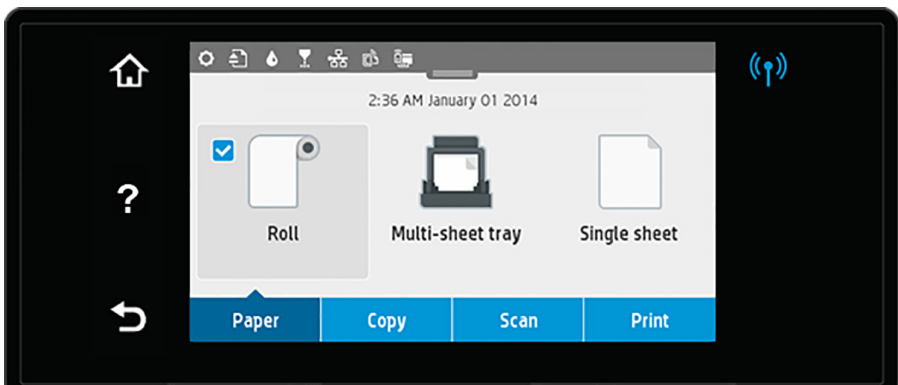 2:36 AM January 01 2014
Roll
Multi-sheet tray
Single sheet
?
Paper
Copy
Scan
Print